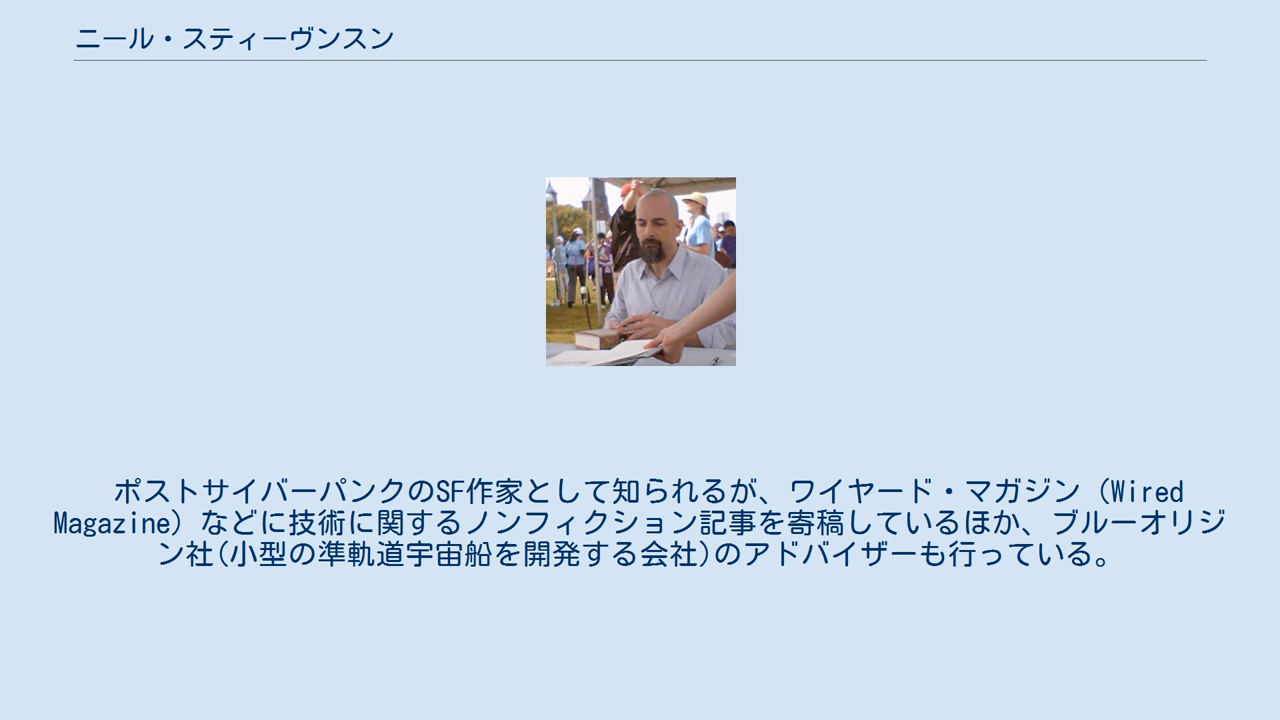 ニール・スティーヴンスン
ポストサイバーパンクのSF作家として知られるが、ワイヤード・マガジン (Wired
Magazine) などに技術に関するノンフィクション記事を寄稿しているほか、ブルーオリジ
ン社(小型の準軌道宇宙船を開発する会社)のアドバイザーも行っている。